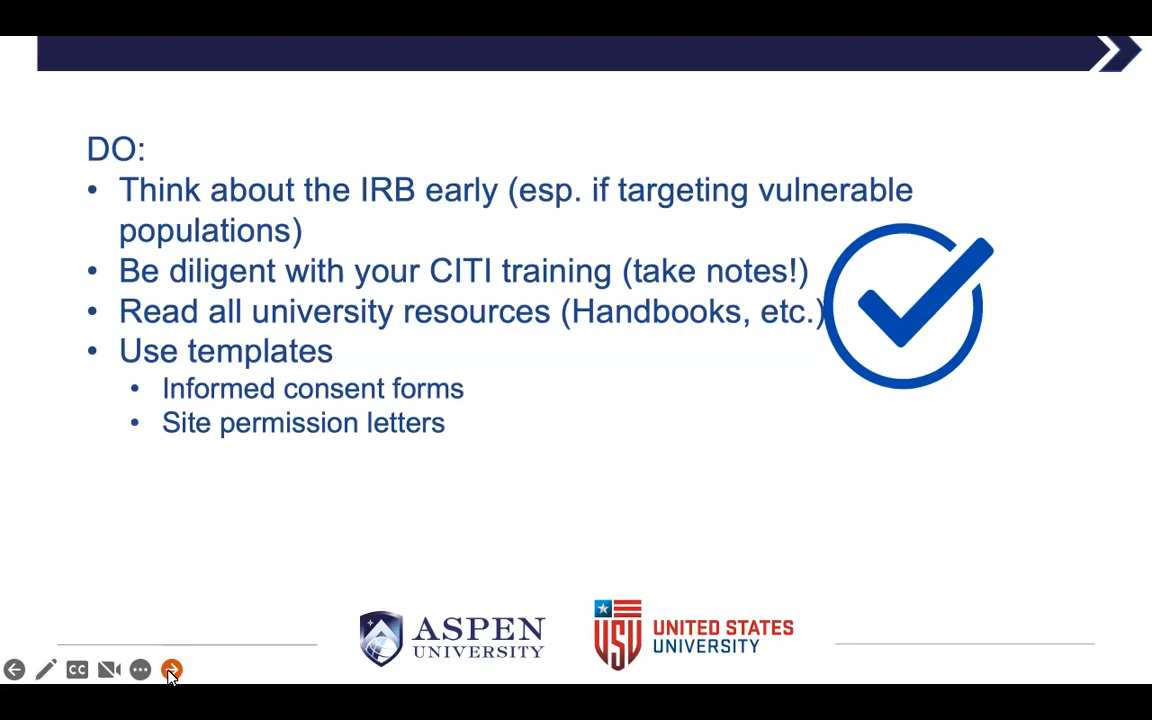 DO:
• Think about the IRB early (esp. if targeting vulnerable
populations)
• Be diligent with your CITI training (take notes!)
• Read all university resources (Handbooks, etc.)
• Use templates
• Informed consent forms
• Site permission letters
ASPEN
UNIVERSITY
USU
UNITED STATES
UNIVERSITY
CC